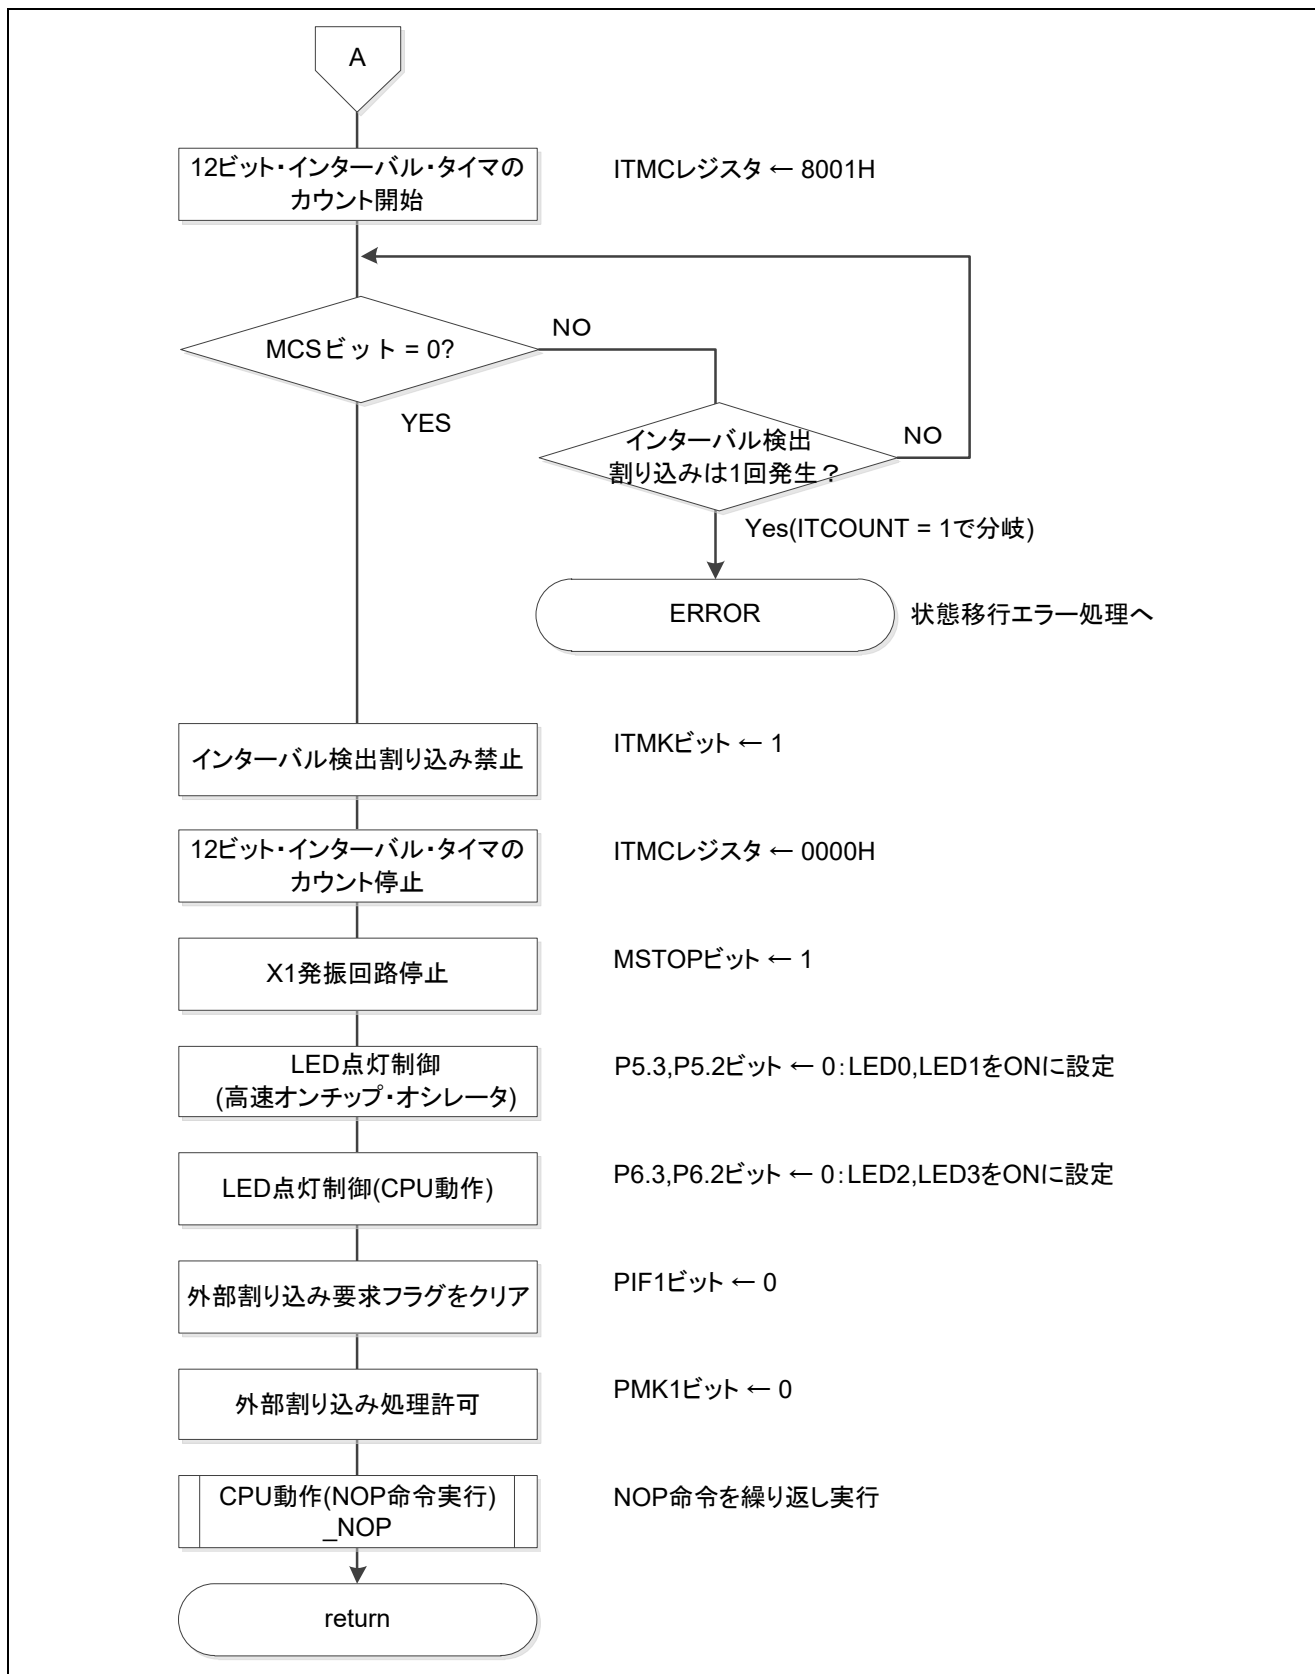 A
12ビット・インターバル・タイマの
カウント開始
ITMCレジスタ ← 8001H
MCSビット = 0?
NO
YES
インターバル検出
割り込みは1回発生？
NO
Yes(ITCOUNT = 1で分岐)
ERROR
状態移行エラー処理へ
インターバル検出割り込み禁止
ITMKビット ← 1
12ビット・インターバル・タイマの
カウント停止
ITMCレジスタ ← 0000H
X1発振回路停止
MSTOPビット ← 1
LED点灯制御
(高速オンチップ・オシレータ)
P5.3,P5.2ビット ← 0：LED0,LED1をONに設定
LED点灯制御(CPU動作)
P6.3,P6.2ビット ← 0：LED2,LED3をONに設定
外部割り込み要求フラグをクリア
PIF1ビット ← 0
外部割り込み処理許可
PMK1ビット ← 0
CPU動作(NOP命令実行)
_NOP
NOP命令を繰り返し実行
return